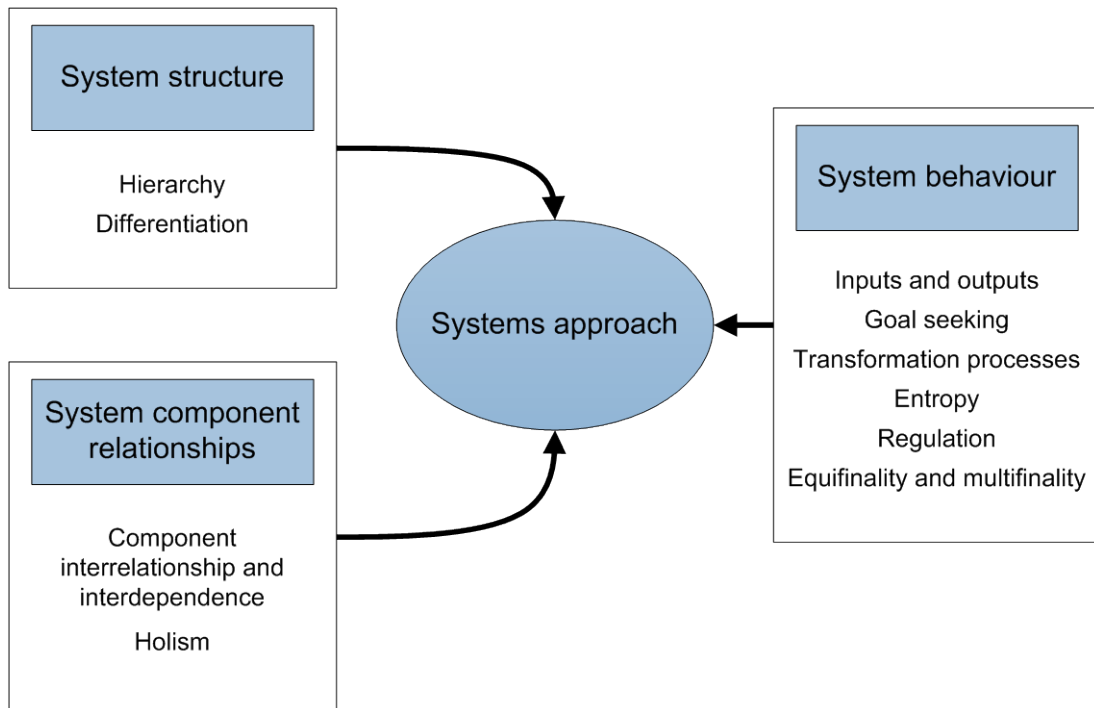 System structure
Hierarchy
Differentiation
System component
relationships
Component
interrelationship and
interdependence
Holism
Systems approach
System behaviour
Inputs and outputs
Goal seeking
Transformation processes
Entropy
Regulation
Equifinality and multifinality